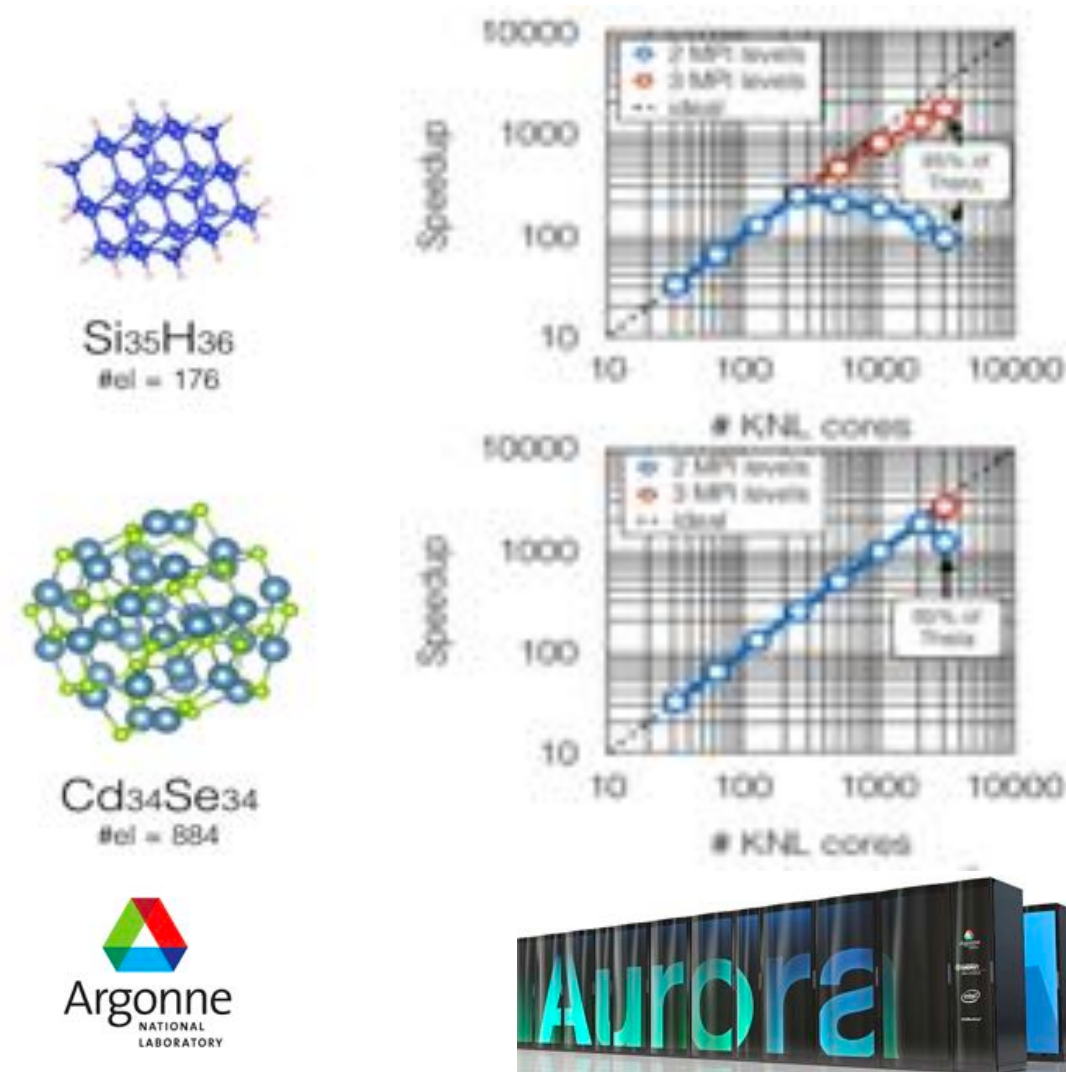 10000
2 MPI levels
3 MPI levels
ideal
1000
Speedup
100
10
10 100 1000 10000
# KNL cores
Si35H36
#el = 176
10000
2 MPI levels
3 MPI levels
ideal
1000
Speedup
100
10
10 100 1000 10000
# KNL cores
Cd34Se34
#el = 884
Argonne
NATIONAL
LABORATORY
Aurora
intel